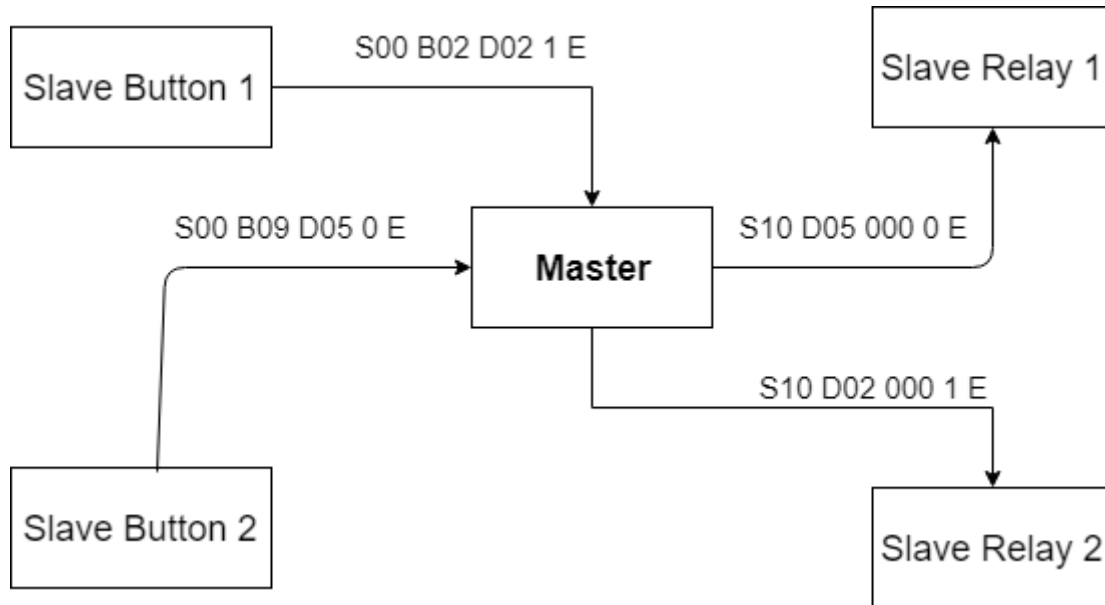 S00 B02 D02 1 E
Slave Button 1
Slave Relay 1
S00 B09 D05 0 E
S10 D05 000 0 E
Master
S10 D02 000 1 E
Slave Button 2
Slave Relay 2